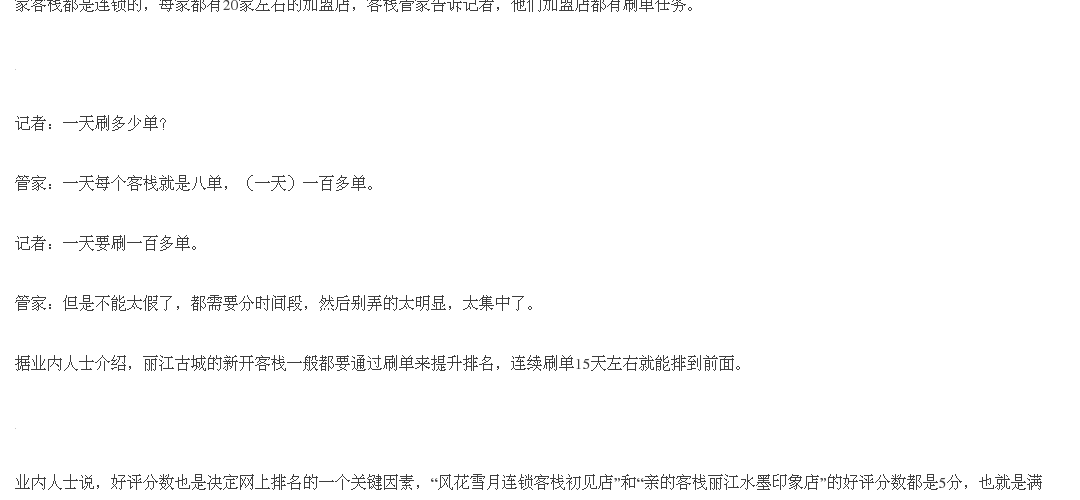 家客栈都是连锁的，每家都有20家左右的加盟店，客栈管家告诉记者，他们加盟店都有刷单任务。
记者：一天刷多少单？
管家：一天每个客栈就是八单，（一天）一百多单。
记者：一天要刷一百多单。
管家：但是不能太假了，都需要分时间段，然后别弄的太明显，太集中了。
据业内人士介绍，丽江古城的新开客栈一般都要通过刷单来提升排名，连续刷单15天左右就能排到前面。
业内人士说，好评分数也是决定网上排名的一个关键因素，“风花雪月连锁客栈初见店”和“亲的客栈丽江水墨印象店”的好评分数都是5分，也就是满